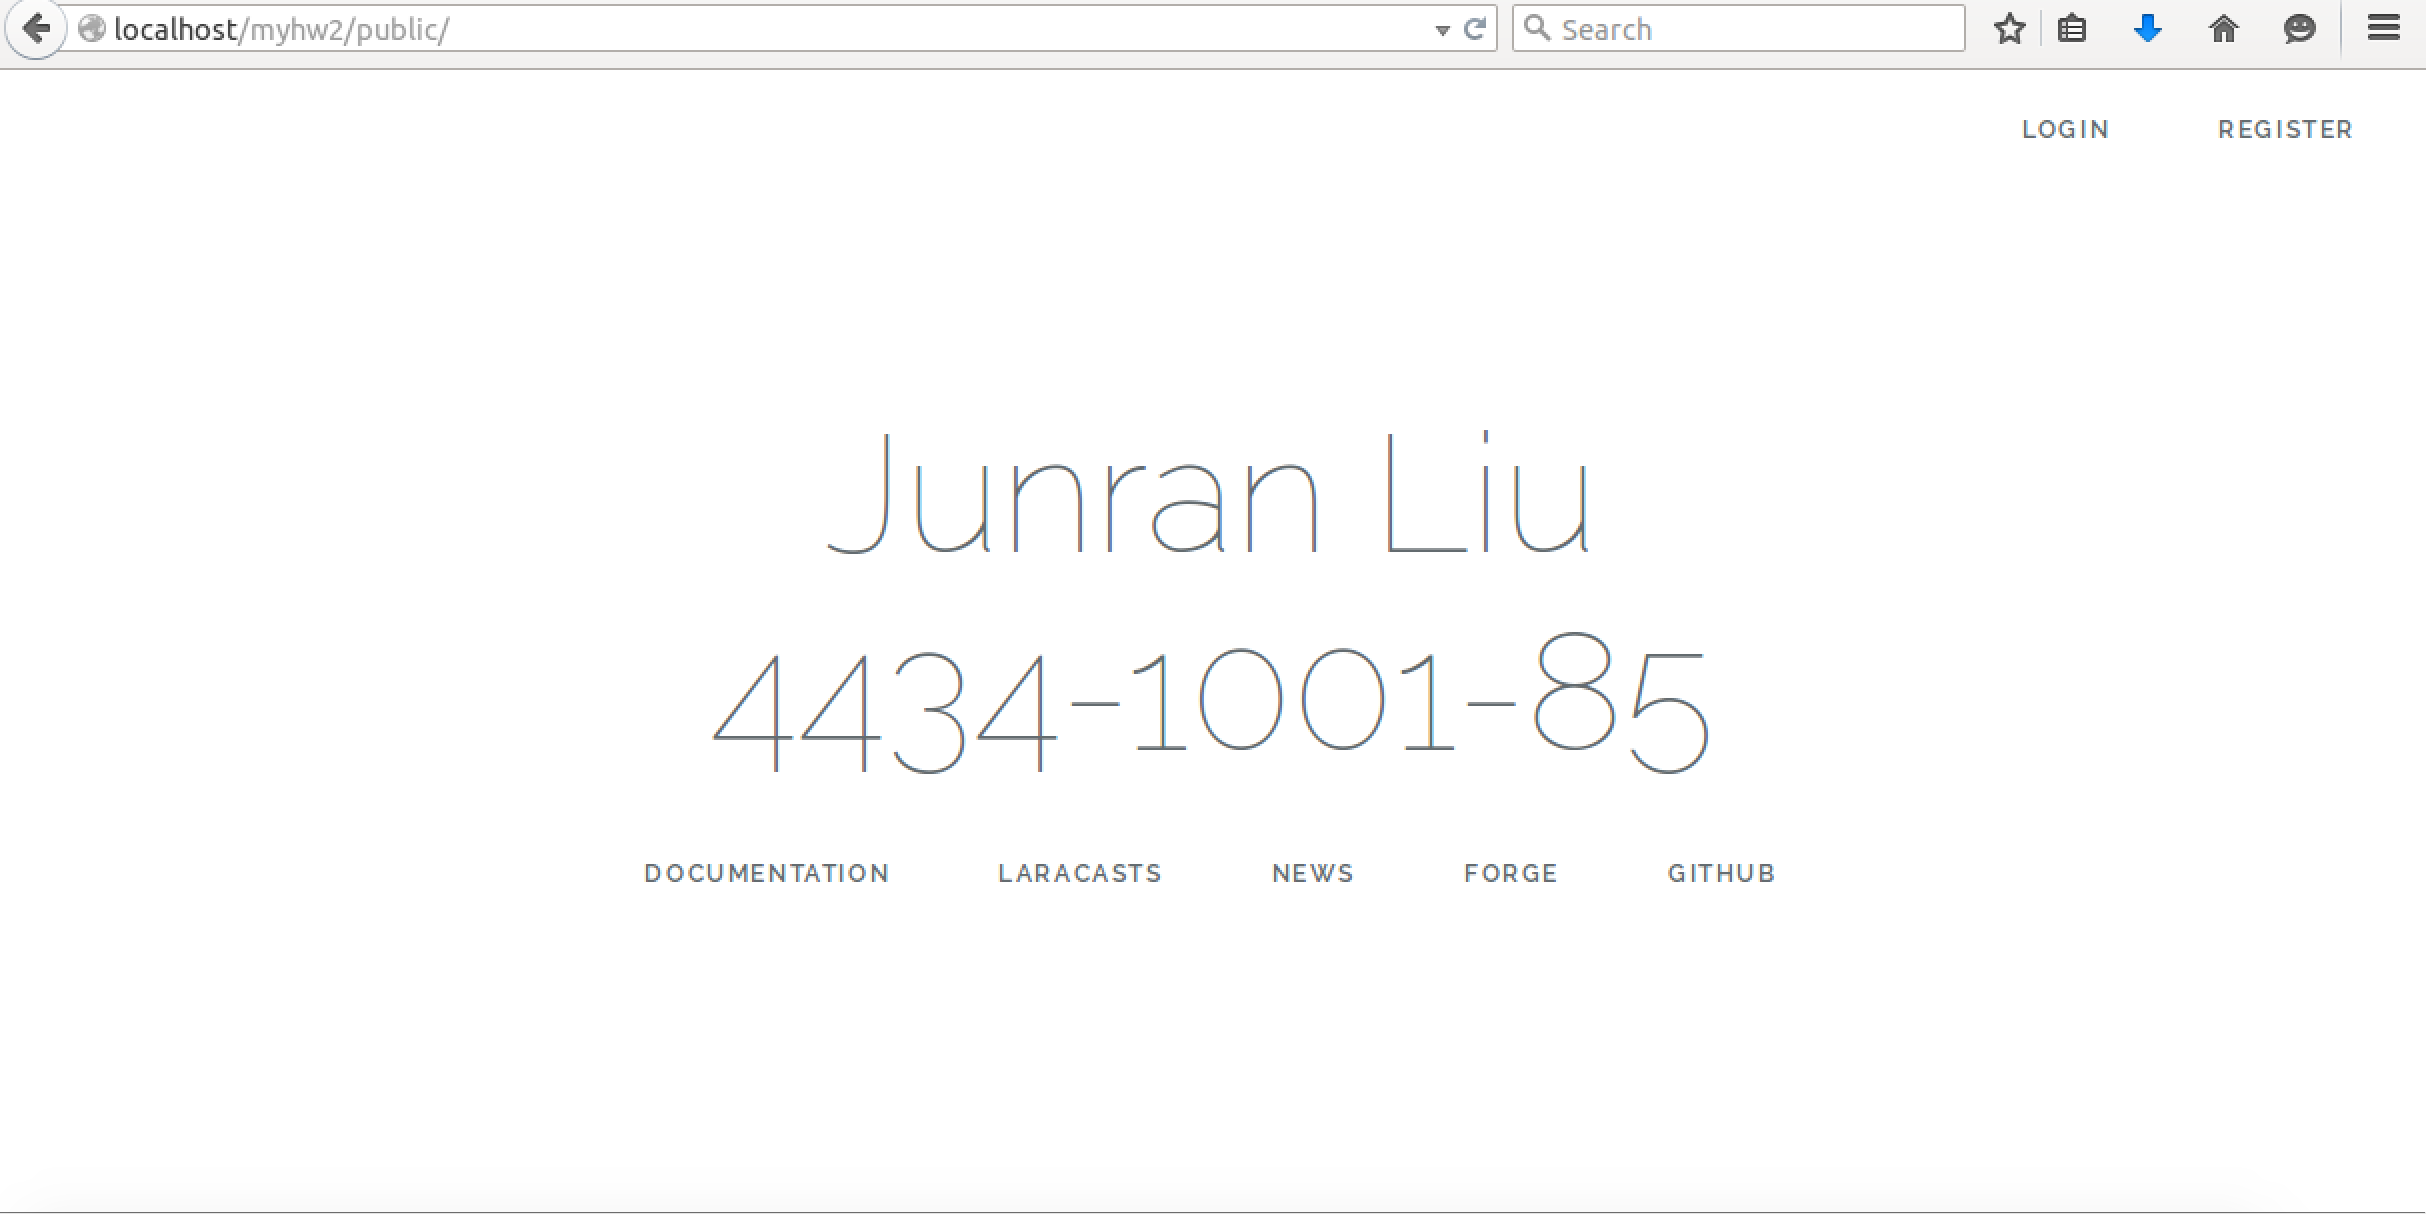 localhost/myhw2/public/ Search
LOGIN REGISTER
Junran Liu
4434-1001-85
DOCUMENTATION LARACASTS NEWS FORGE GITHUB